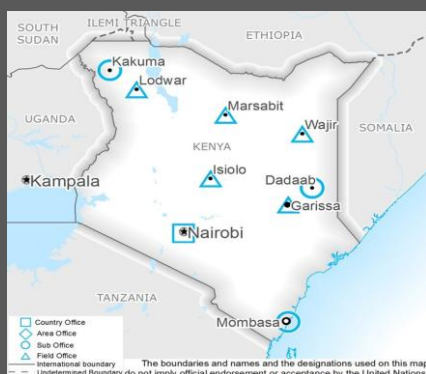 SOUTH
SUDAN
ILEMI TRIANGLE
ETHIOPIA
Kakuma
Lodwar
Marsabit
Wajir
UGANDA
KENYA
SOMALIA
Kampala
Isiolo
Dadaab
Garissa
Nairobi
TANZANIA
Mombasa
Country Office
Area Office
Sub Office
Field Office
International boundary
Undetermined Boundary
The boundaries and names and the designations used on this map
do not imply official endorsement or acceptance by the United Nations.